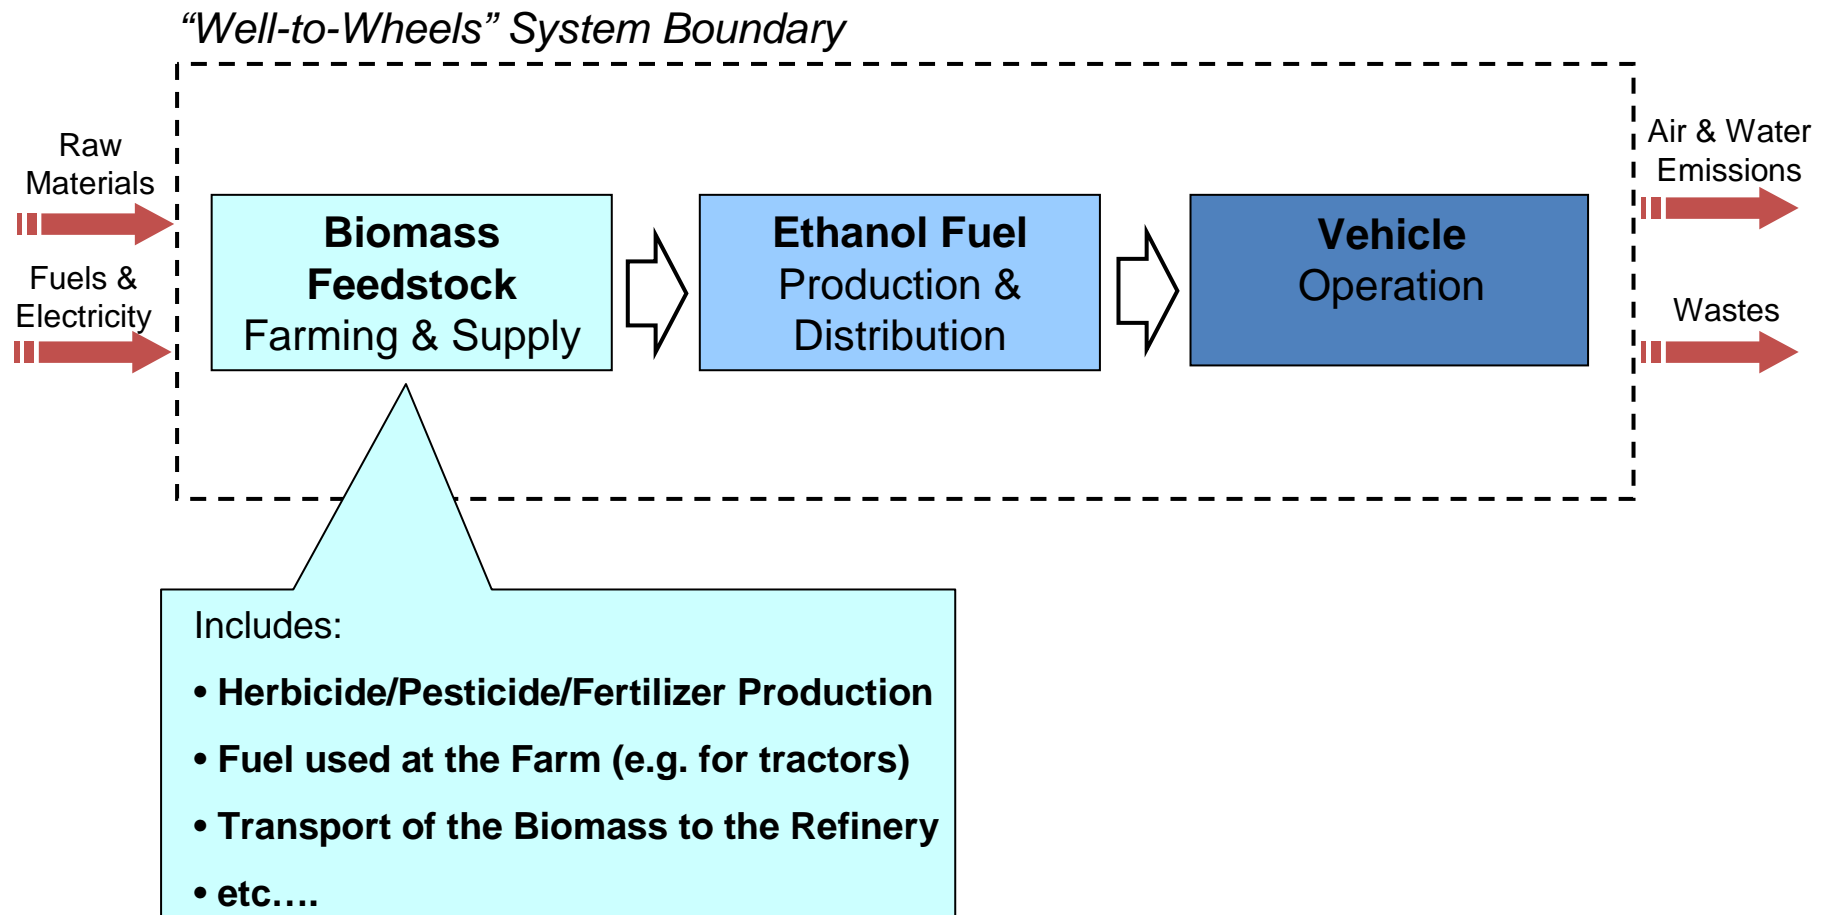 “Well-to-Wheels” System Boundary
Raw
Materials
Fuels &
Electricity
Biomass
Feedstock
Farming & Supply
Ethanol Fuel
Production &
Distribution
Vehicle
Operation
Air & Water
Emissions
Wastes
Includes:
• Herbicide/Pesticide/Fertilizer Production
• Fuel used at the Farm (e.g. for tractors)
• Transport of the Biomass to the Refinery
• etc….